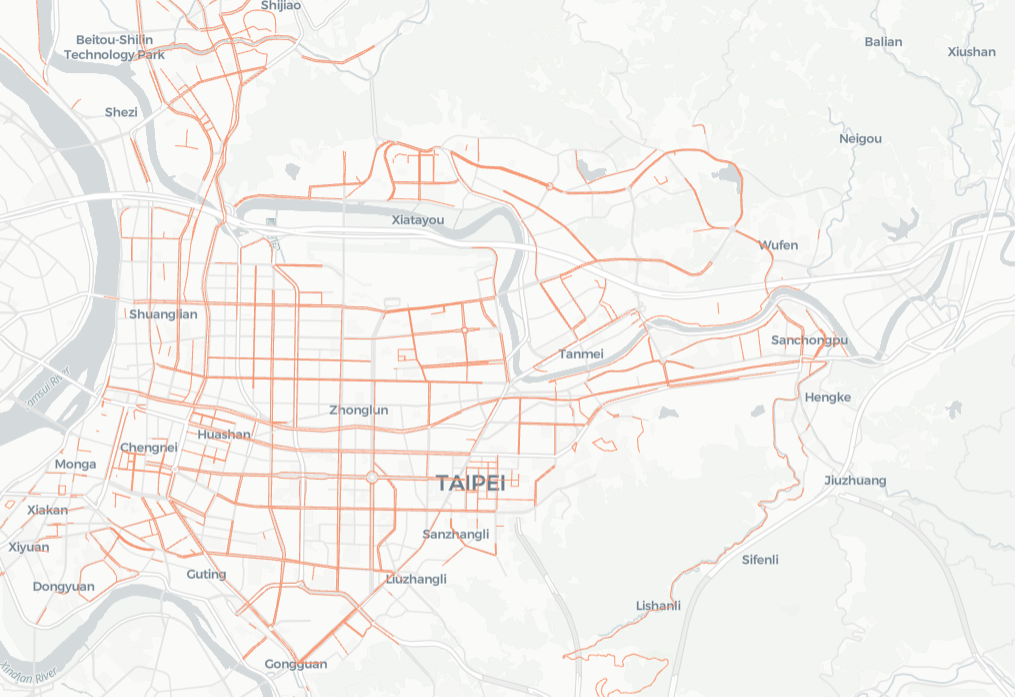 Shijiao
Beitou-Shilin
Technology Park
Balian
Xiushan
Shezi
Neigou
Xiatayou
Wufen
Shuanglian
Sanchongpu
Tanmei
Tamsui River
Hengke
Zhonglun
Huashan
Chengnei
Monga
TAIPEI
Jiuzhuang
Xiakan
Sanzhangli
Xiyuan
Sifenli
Guting
Liuzhangli
Dongyuan
Lishanli
Gongguan
Xindian River